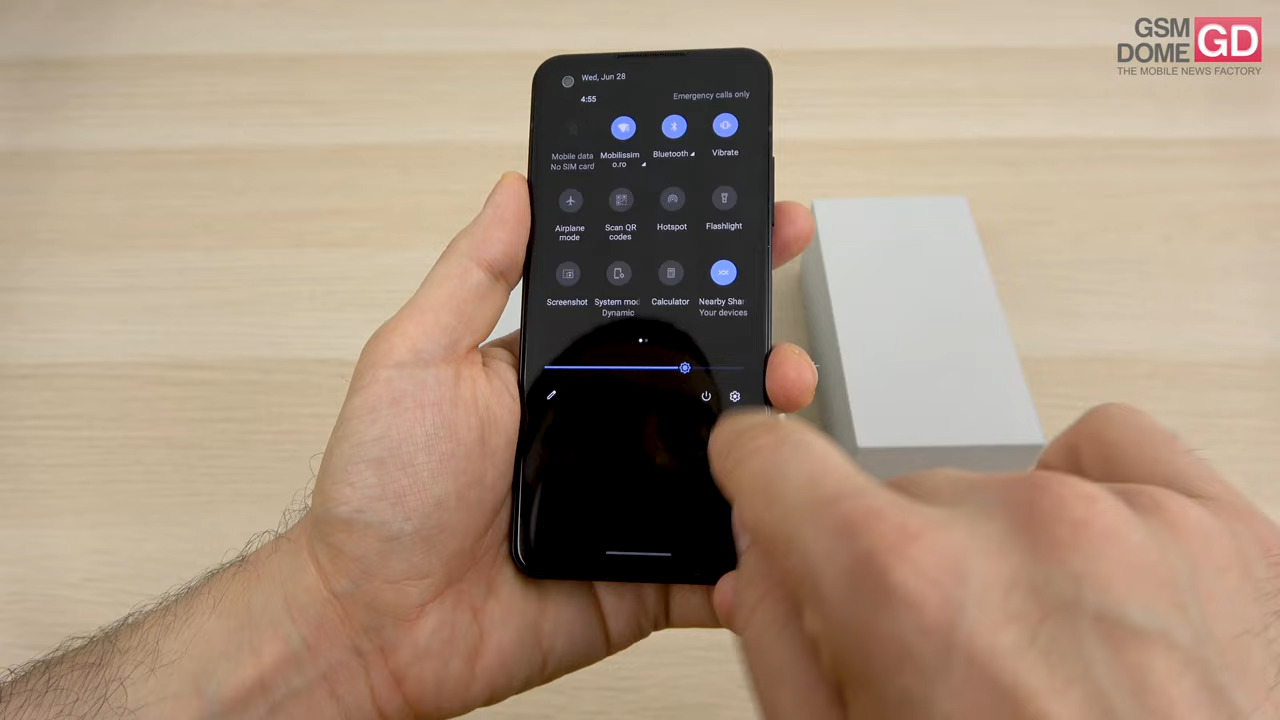 GSM
DOME
GD
THE MOBILE NEWS FACTORY
Wed, Jun 28
4:55
Emergency calls only
Mobile data
No SIM card
Mobilissim
o.ro
Bluetooth
Vibrate
Airplane
mode
Scan QR
codes
Hotspot
Flashlight
Screenshot
System mod
Dynamic
Calculator
Nearby Shar
Your devices